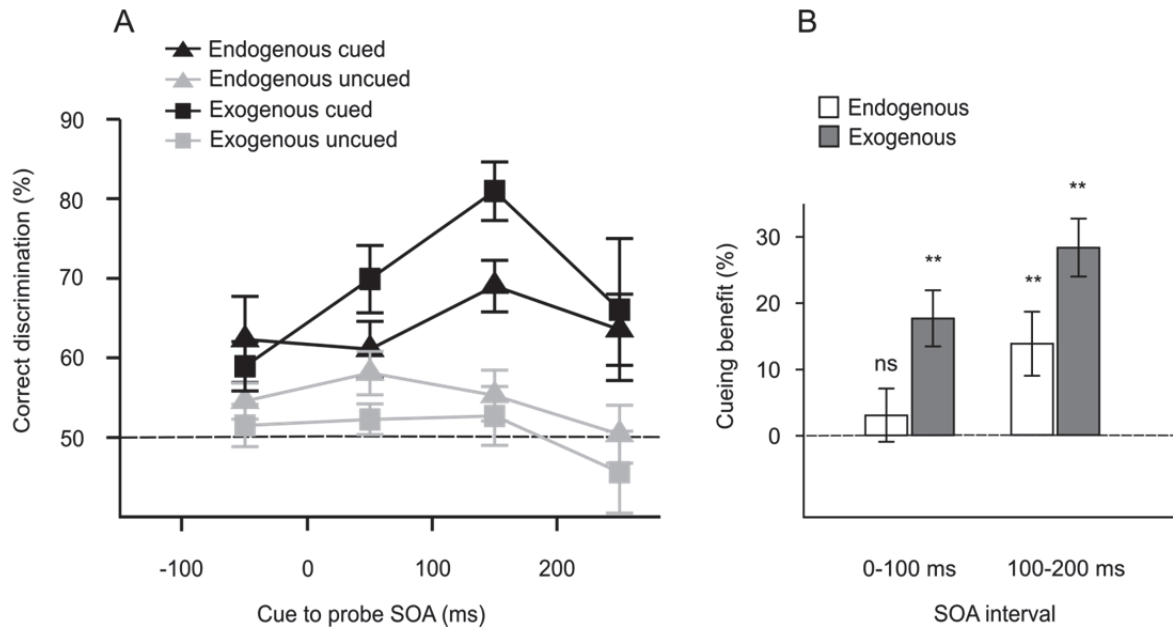 A
Endogenous cued
Endogenous uncued
Exogenous cued
Exogenous uncued
90
80
70
60
50
Correct discrimination (%)
-100
0
100
200
Cue to probe SOA (ms)
B
Endogenous
Exogenous
30
20
10
0
Cueing benefit (%)
ns
**
**
**
0-100 ms
100-200 ms
SOA interval